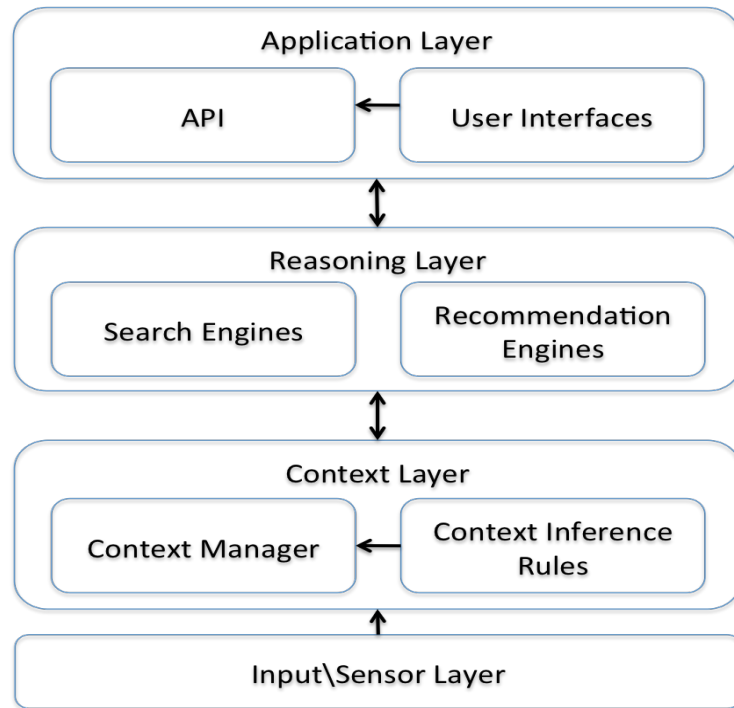 Application Layer
API
User Interfaces
Reasoning Layer
Search Engines
Recommendation
Engines
Context Layer
Context Manager
Context Inference
Rules
Input\Sensor Layer